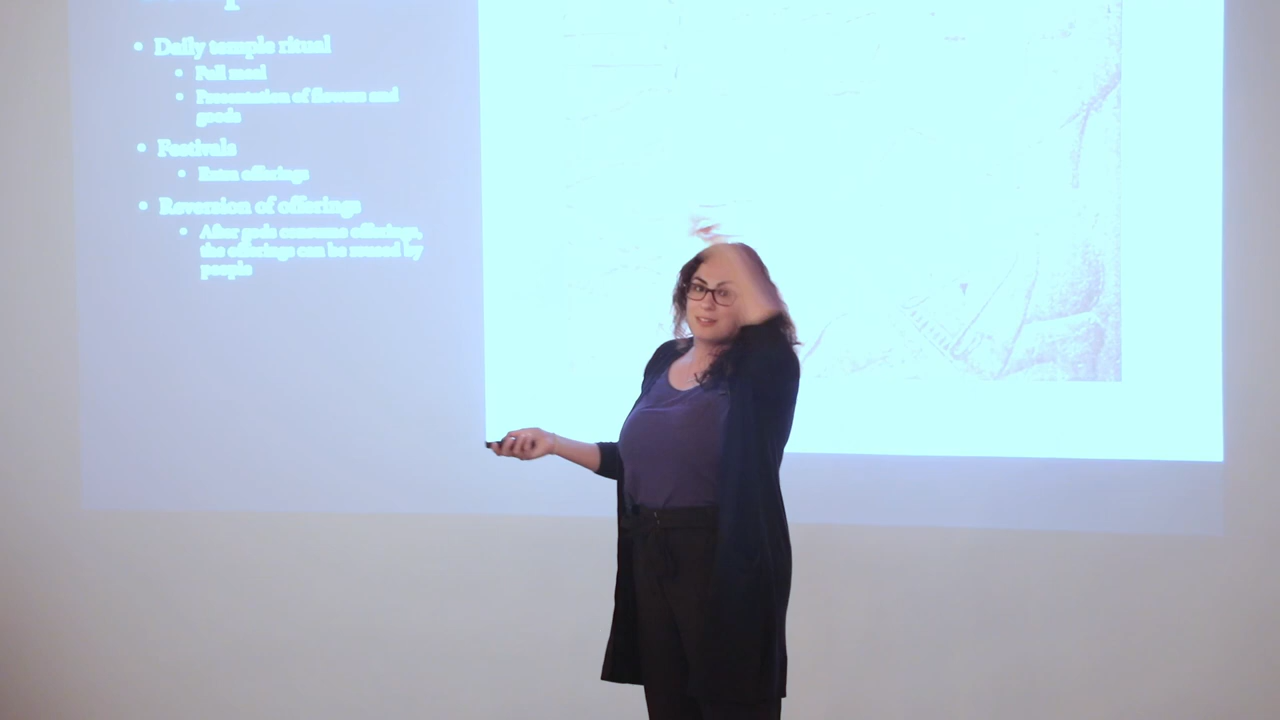 Daily temple ritual
Full meal
Presentation of flowers and
goods
Festivals
Extra offerings
Reversion of offerings
After gods consume offerings,
the offerings can be reused by
people